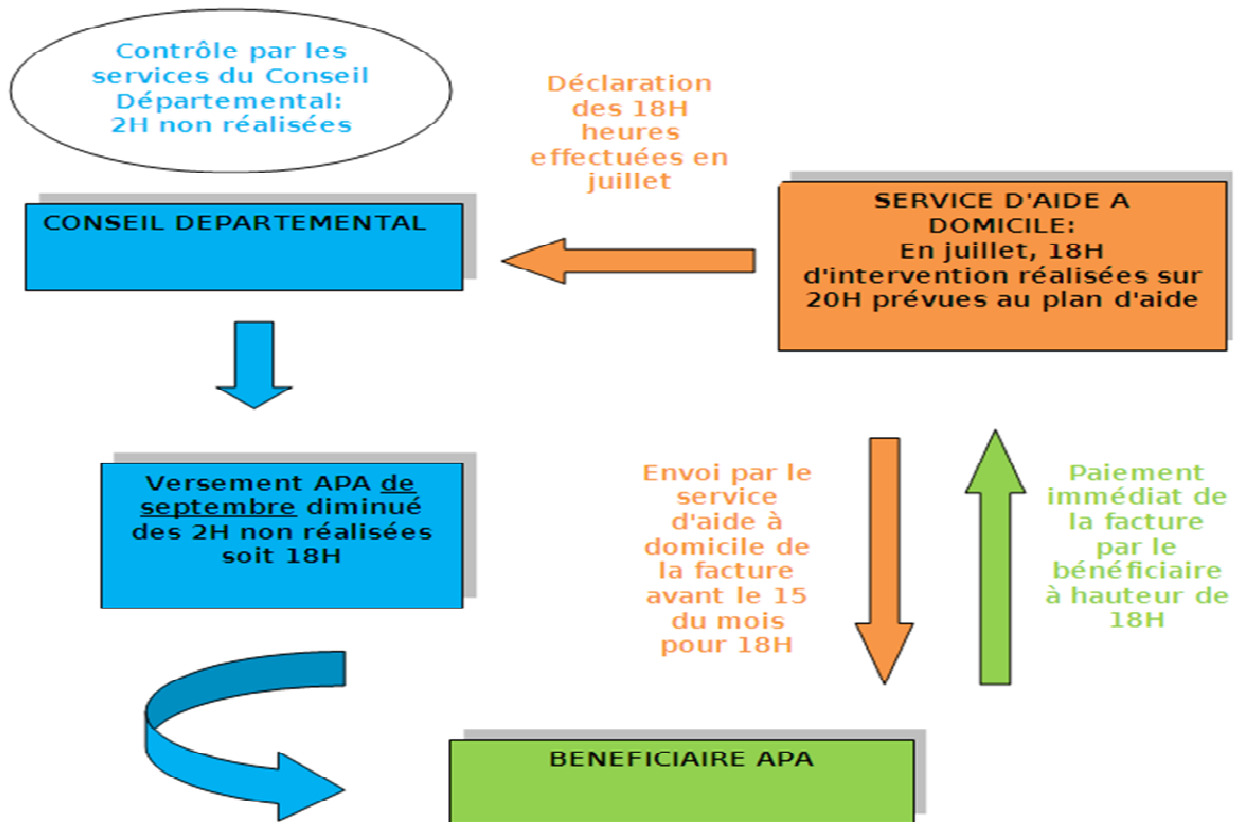 Contrôle par les
services du Conseil
Départemental:
2H non réalisées
Déclaration
des 18H
heures
effectuées en
juillet
CONSEIL DEPARTEMENTAL
SERVICE D'AIDE A
DOMICILE:
En juillet, 18H
d'intervention réalisées sur
20H prévues au plan d'aide
Versement APA de
septembre diminué
des 2H non réalisées
soit 18H
Envoi par le
service
d'aide à
domicile de
la facture
avant le 15
du mois
pour 18H
Paiement
immédiat de
la facture
par le
bénéficiaire
à hauteur de
18H
BENEFICIAIRE APA